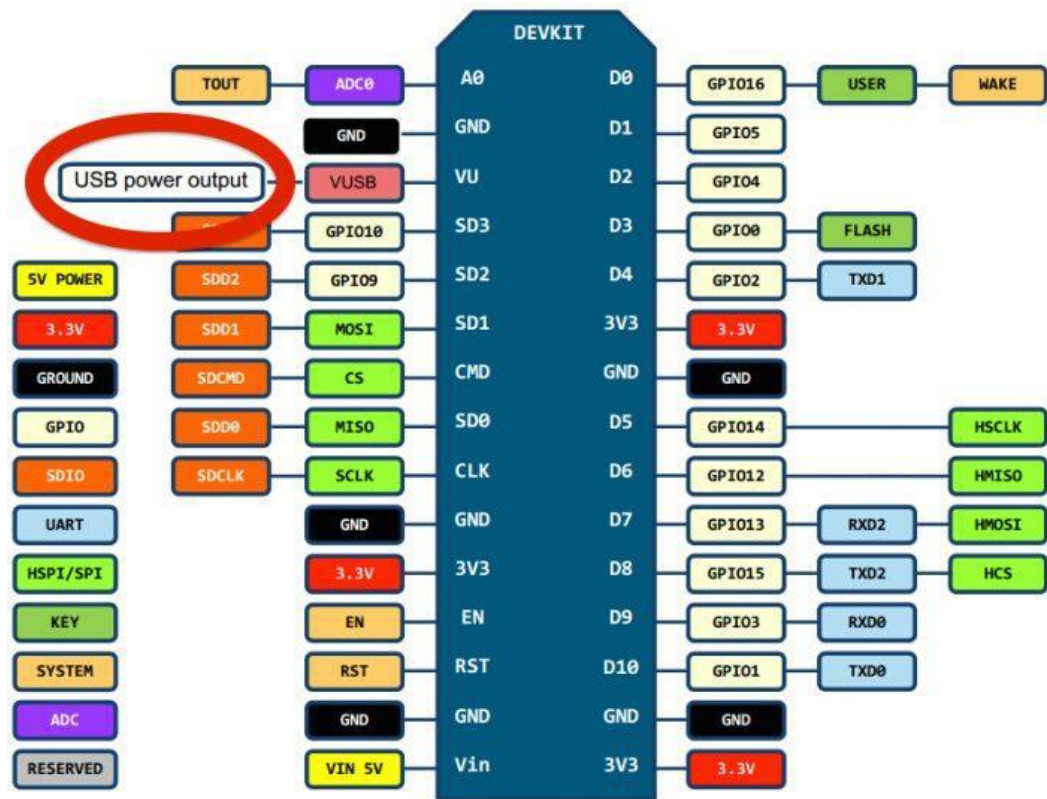 DEVKIT
TOUT ADC0 A0 D0 GPIO16 USER WAKE
GND GND D1 GPIO5
USB power output VUSB VU D2 GPIO4
GPIO10 SD3 D3 GPIO0 FLASH
5V POWER SDD2 GPIO9 SD2 D4 GPIO2 TXD1
3.3V SDD1 MOSI SD1 3V3 3.3V
GROUND SDCMD CS CMD GND GND
GPIO SDD0 MISO SD0 D5 GPIO14 HSCLK
SDIO SDCLK SCLK CLK D6 GPIO12 HMISO
UART GND GND D7 GPIO13 RXD2 HMOSI
HSPI/SPI 3.3V 3V3 D8 GPIO15 TXD2 HCS
KEY EN EN D9 GPIO3 RXD0
SYSTEM RST RST D10 GPIO1 TXD0
ADC GND GND GND GND
RESERVED VIN 5V Vin 3V3 3.3V